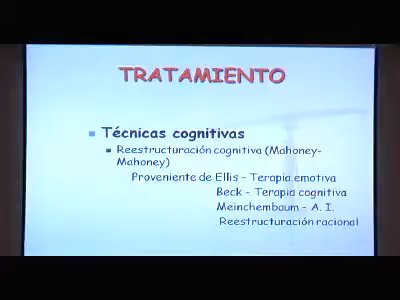 TRATAMIENTO
Técnicas cognitivas
Reestructuración cognitiva (Mahoney-
Mahoney)
Proveniente de Ellis - Terapia emotiva
Beck - Terapia cognitiva
Meinchembaum - A. I.
Reestructuración racional